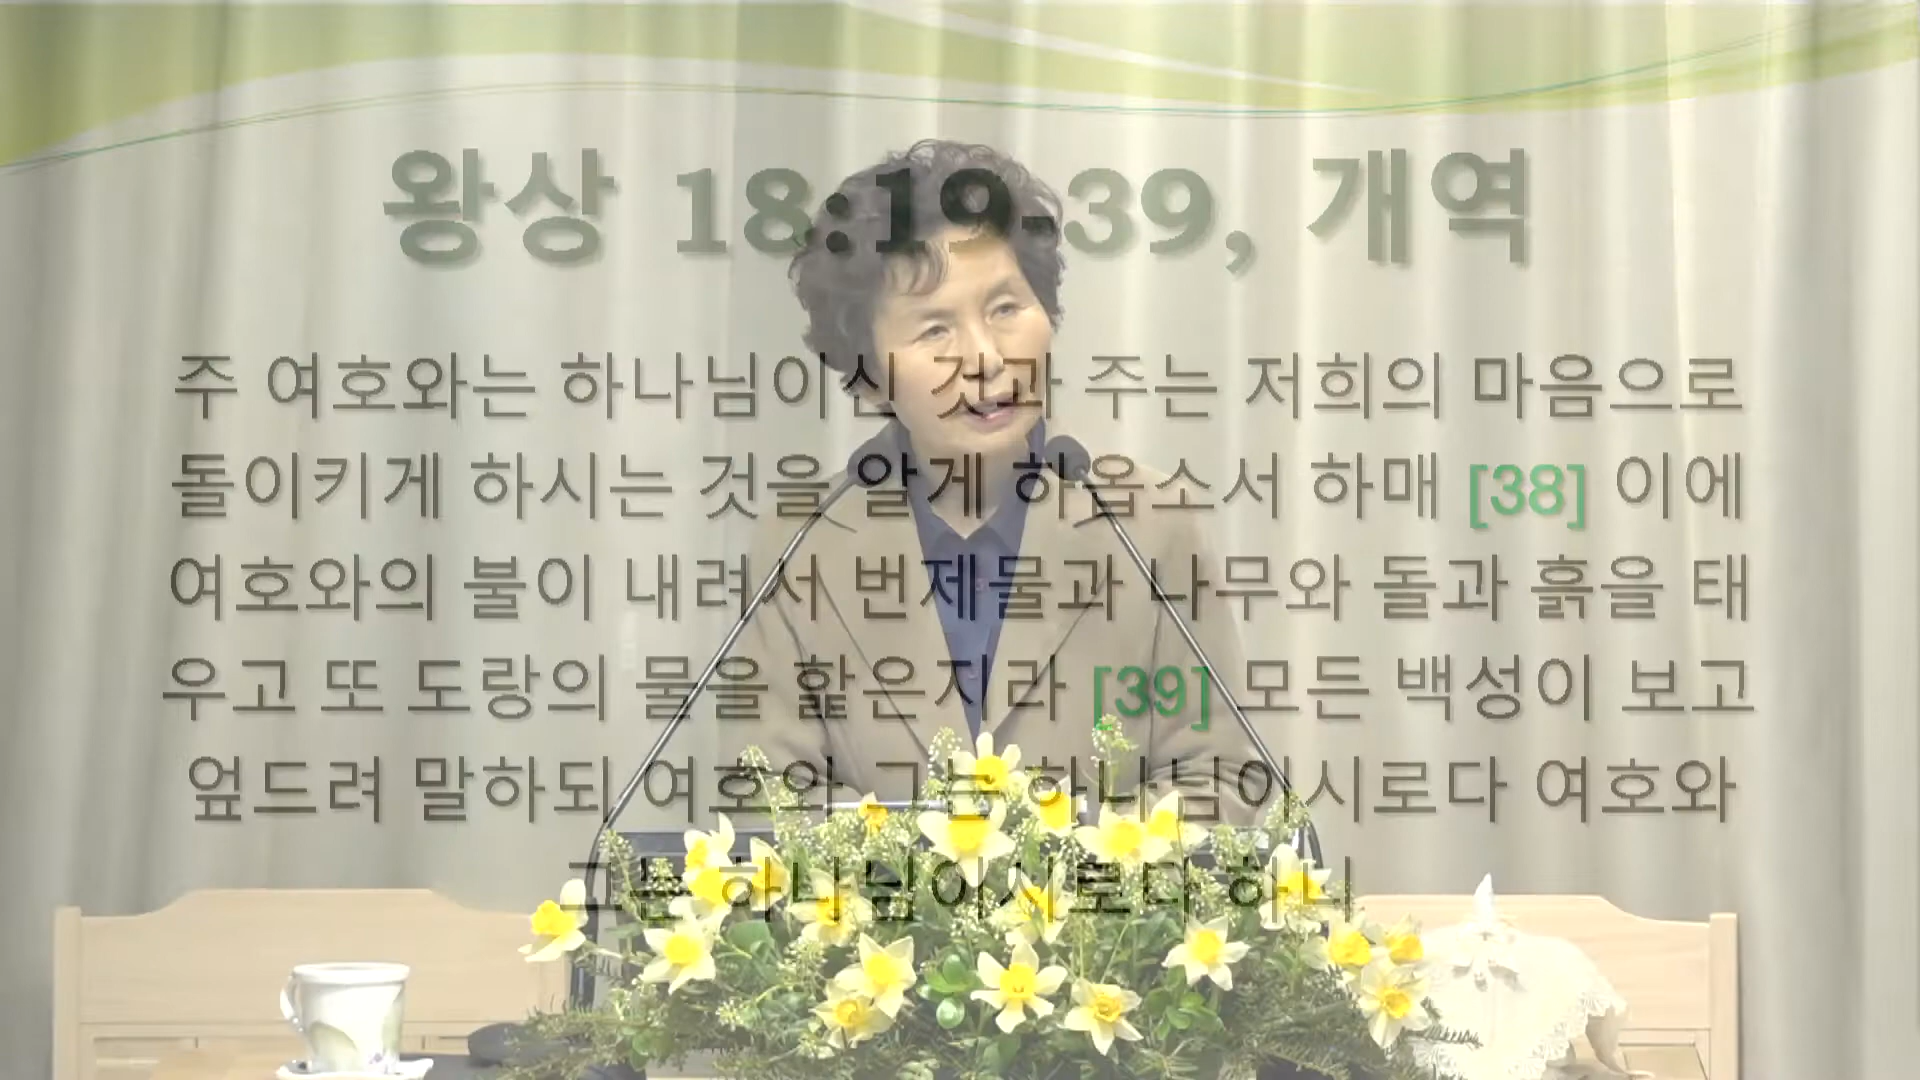 왕상 18:19-39, 개역
주 여호와는 하나님이신 것과 주는 저희의 마음으로
돌이키게 하시는 것을 알게 하옵소서 하매 [38] 이에
여호와의 불이 내려서 번제물과 나무와 돌과 흙을 태
우고 또 도랑의 물을 핥은지라 [39] 모든 백성이 보고
엎드려 말하되 여호와 그는 하나님이시로다 여호와
그는 하나님이시로다 하니